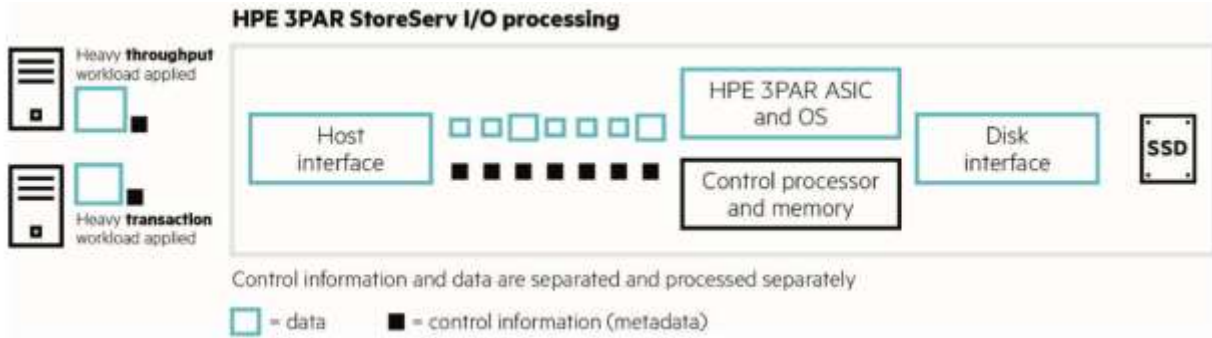 HPE 3PAR StoreServ I/O processing
Heavy throughput
workload applied
Heavy transaction
workload applied
Host
interface
HPE 3PAR ASIC
and OS
Control processor
and memory
Disk
interface
SSD
Control information and data are separated and processed separately
= data
= control information (metadata)